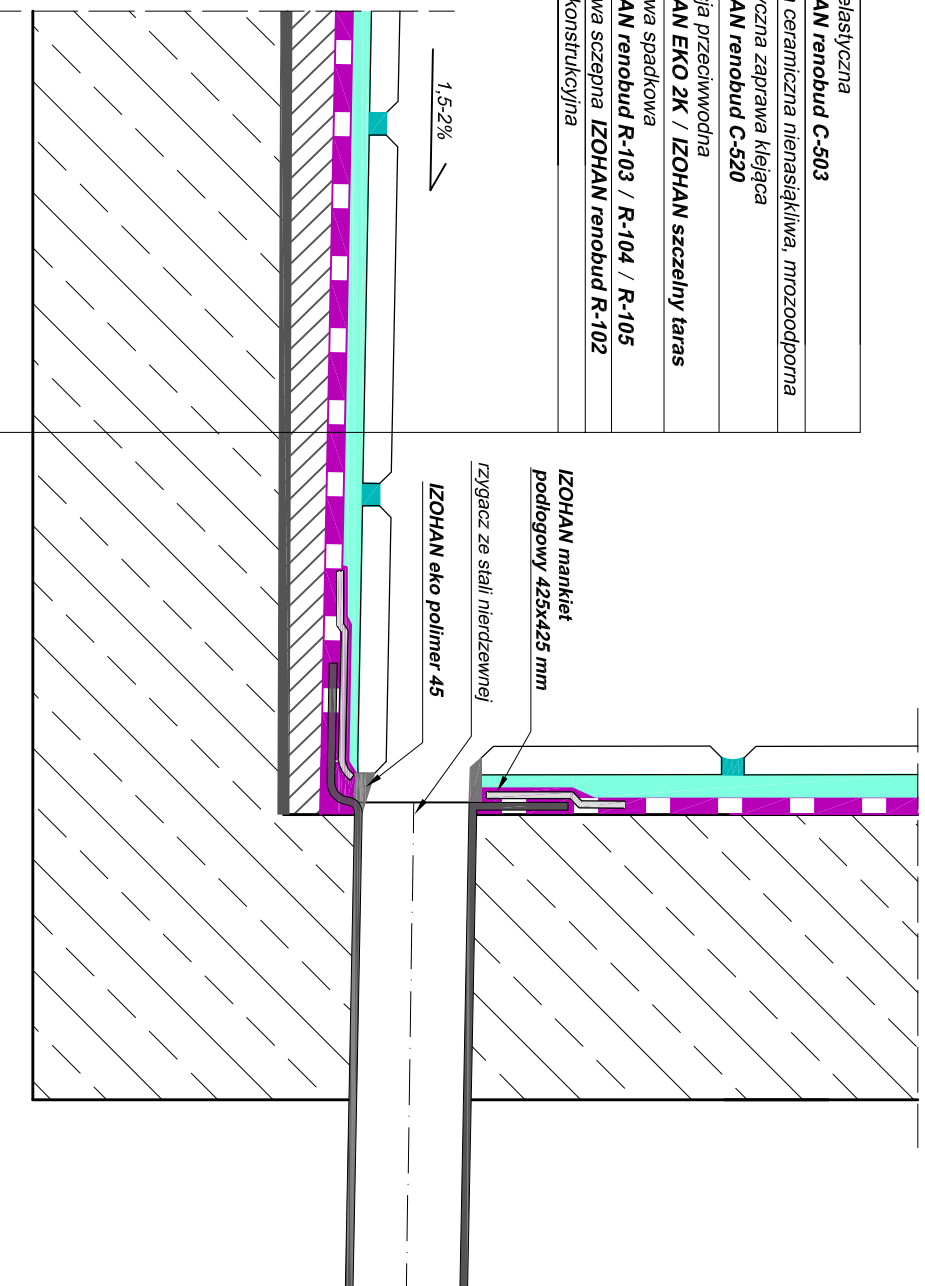 elastyczna
AN renobud C-503
ceramiczna nienasiąkliwa, mrozoodporna
yczna zaprawa klejąca
AN renobud C-520
ja przeciwwodna
AN EKO 2K / IZOHAN szczelny taras
wa spadkowa
AN renobud R-103 / R-104 / R-105
wa sczepna IZOHAN renobud R-102
konstrukcyjna
1,5-2%
IZOHAN mankiet
podłogowy 425x425 mm
rzygacz ze stali nierdzewnej
IZOHAN eko polimer 45